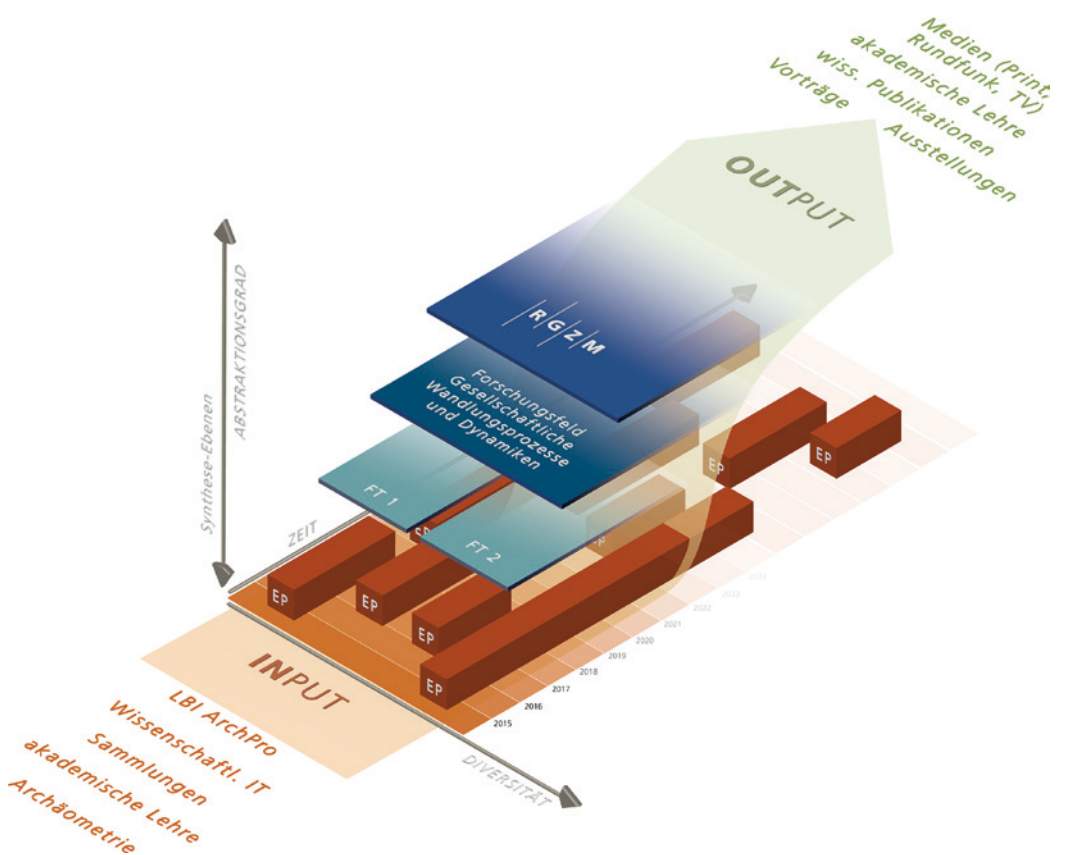 Medien (Print,
Rundfunk, TV)
akademische Lehre
wiss. Publikationen
Vorträge Ausstellungen
OUTPUT
RGZM
Forschungsfeld
Gesellschaftliche
Wandlungsprozesse
und Dynamiken
Synthese-Ebenen
ABSTRAKTIONSGRAD
FT 1
FT 2
ZEIT
EP
EP
EP
EP
EP
EP
EP
EP
2024
2023
2022
2021
2020
2019
2018
2017
2016
2015
DIVERSITÄT
INPUT
LBI ArchPro
Wissenschaftl. IT
Sammlungen
akademische Lehre
Archäometrie